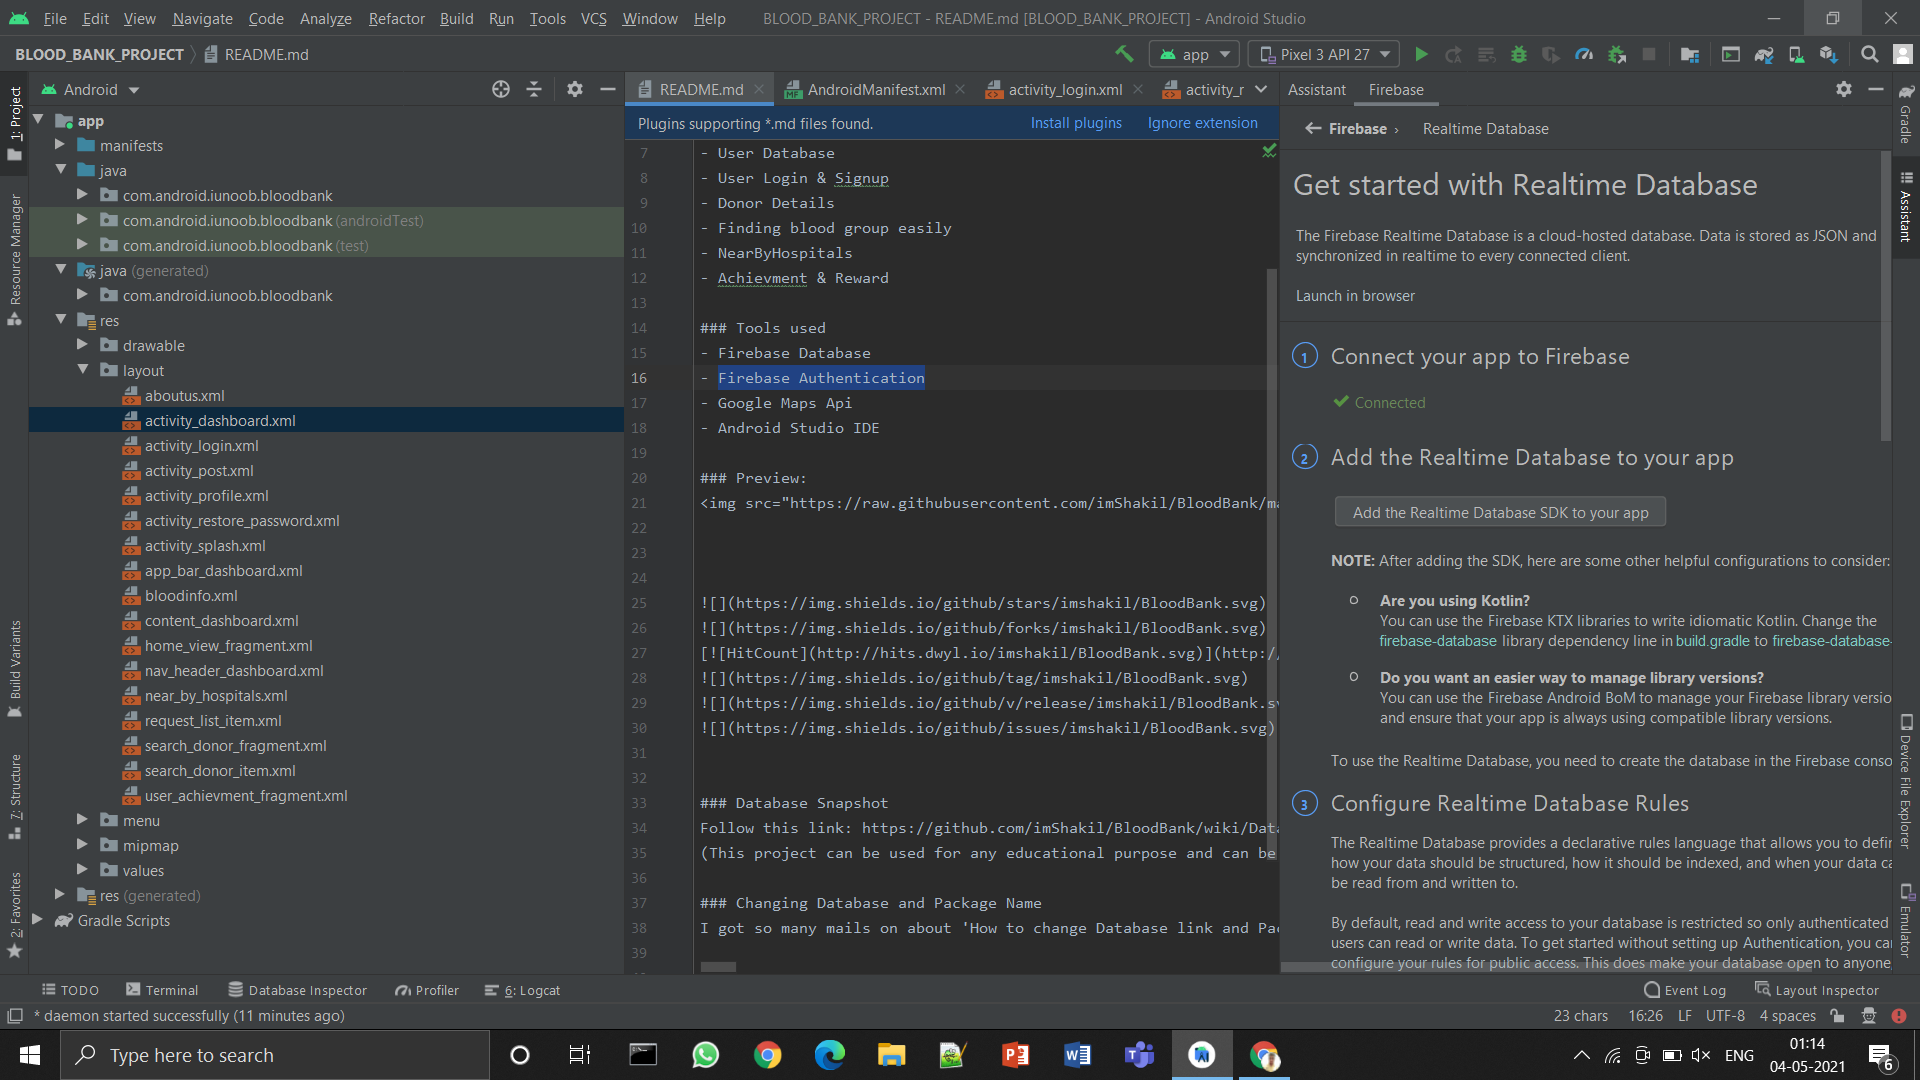 File Edit View Navigate Code Analyze Refactor Build Run Tools VCS Window Help BLOOD_BANK_PROJECT - README.md [BLOOD_BANK_PROJECT] - Android Studio
BLOOD_BANK_PROJECT README.md app Pixel 3 API 27
Android
README.md AndroidManifest.xml activity_login.xml activity_r
Assistant Firebase
1: Project
Resource Manager
Build Variants
7: Structure
2: Favorites
app
manifests
java
com.android.iunoob.bloodbank
com.android.iunoob.bloodbank (androidTest)
com.android.iunoob.bloodbank (test)
java (generated)
com.android.iunoob.bloodbank
res
drawable
layout
aboutus.xml
activity_dashboard.xml
activity_login.xml
activity_post.xml
activity_profile.xml
activity_restore_password.xml
activity_splash.xml
app_bar_dashboard.xml
bloodinfo.xml
content_dashboard.xml
home_view_fragment.xml
nav_header_dashboard.xml
near_by_hospitals.xml
request_list_item.xml
search_donor_fragment.xml
search_donor_item.xml
user_achievment_fragment.xml
menu
mipmap
values
res (generated)
Gradle Scripts
Plugins supporting *.md files found. Install plugins Ignore extension
7 - User Database
8 - User Login & Signup
9 - Donor Details
10 - Finding blood group easily
11 - NearByHospitals
12 - Achievment & Reward
13
14 ### Tools used
15 - Firebase Database
16 - Firebase Authentication
17 - Google Maps Api
18 - Android Studio IDE
19
20 ### Preview:
21 <img src="https://raw.githubusercontent.com/imShakil/BloodBank/ma
22
23
24
25 ![](https://img.shields.io/github/stars/imshakil/BloodBank.svg)
26 ![](https://img.shields.io/github/forks/imshakil/BloodBank.svg)
27 [![HitCount](http://hits.dwyl.io/imshakil/BloodBank.svg)](http:/
28 ![](https://img.shields.io/github/tag/imshakil/BloodBank.svg)
29 ![](https://img.shields.io/github/v/release/imshakil/BloodBank.sv
30 ![](https://img.shields.io/github/issues/imshakil/BloodBank.svg)
31
32
33 ### Database Snapshot
34 Follow this link: https://github.com/imShakil/BloodBank/wiki/Data
35 (This project can be used for any educational purpose and can be
36
37 ### Changing Database and Package Name
38 I got so many mails on about 'How to change Database link and Pac
39
Firebase › Realtime Database
Get started with Realtime Database
The Firebase Realtime Database is a cloud-hosted database. Data is stored as JSON and
synchronized in realtime to every connected client.
Launch in browser
1 Connect your app to Firebase
Connected
2 Add the Realtime Database to your app
Add the Realtime Database SDK to your app
NOTE: After adding the SDK, here are some other helpful configurations to consider:
Are you using Kotlin?
You can use the Firebase KTX libraries to write idiomatic Kotlin. Change the
firebase-database library dependency line in build.gradle to firebase-database-
Do you want an easier way to manage library versions?
You can use the Firebase Android BoM to manage your Firebase library versio
and ensure that your app is always using compatible library versions.
To use the Realtime Database, you need to create the database in the Firebase conso
3 Configure Realtime Database Rules
The Realtime Database provides a declarative rules language that allows you to defin
how your data should be structured, how it should be indexed, and when your data ca
be read from and written to.
By default, read and write access to your database is restricted so only authenticated
users can read or write data. To get started without setting up Authentication, you can
configure your rules for public access. This does make your database open to anyone,
Gradle
Assistant
Device File Explorer
Emulator
TODO Terminal Database Inspector Profiler 6: Logcat Event Log Layout Inspector
* daemon started successfully (11 minutes ago) 23 chars 16:26 LF UTF-8 4 spaces
Type here to search
ENG
01:14
04-05-2021
6